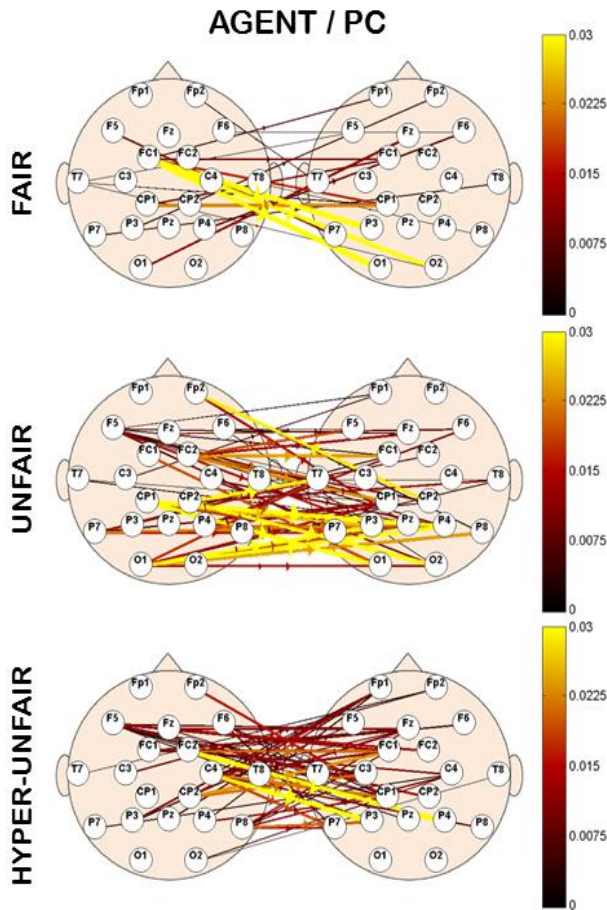 AGENT / PC
FAIR
Fp1 Fp2 Fp1 Fp2
F5 Fz F6 F5 Fz F6
FC1 FC2 FC1 FC2
T7 C3 C4 T8 T7 C3 C4 T8
CP1 CP2 CP1 CP2
P7 P3 Pz P4 P8 P7 P3 Pz P4 P8
O1 O2 O1 O2
0.03
0.0225
0.015
0.0075
0
UNFAIR
Fp1 Fp2 Fp1 Fp2
F5 Fz F6 F5 Fz F6
FC1 FC2 FC1 FC2
T7 C3 C4 T8 T7 C3 C4 T8
CP1 CP2 CP1 CP2
P7 P3 Pz P4 P8 P7 P3 Pz P4 P8
O1 O2 O1 O2
0.03
0.0225
0.015
0.0075
0
HYPER-UNFAIR
Fp1 Fp2 Fp1 Fp2
F5 Fz F6 F5 Fz F6
FC1 FC2 FC1 FC2
T7 C3 C4 T8 T7 C3 C4 T8
CP1 CP2 CP1 CP2
P7 P3 Pz P4 P8 P7 P3 Pz P4 P8
O1 O2 O1 O2
0.03
0.0225
0.015
0.0075
0